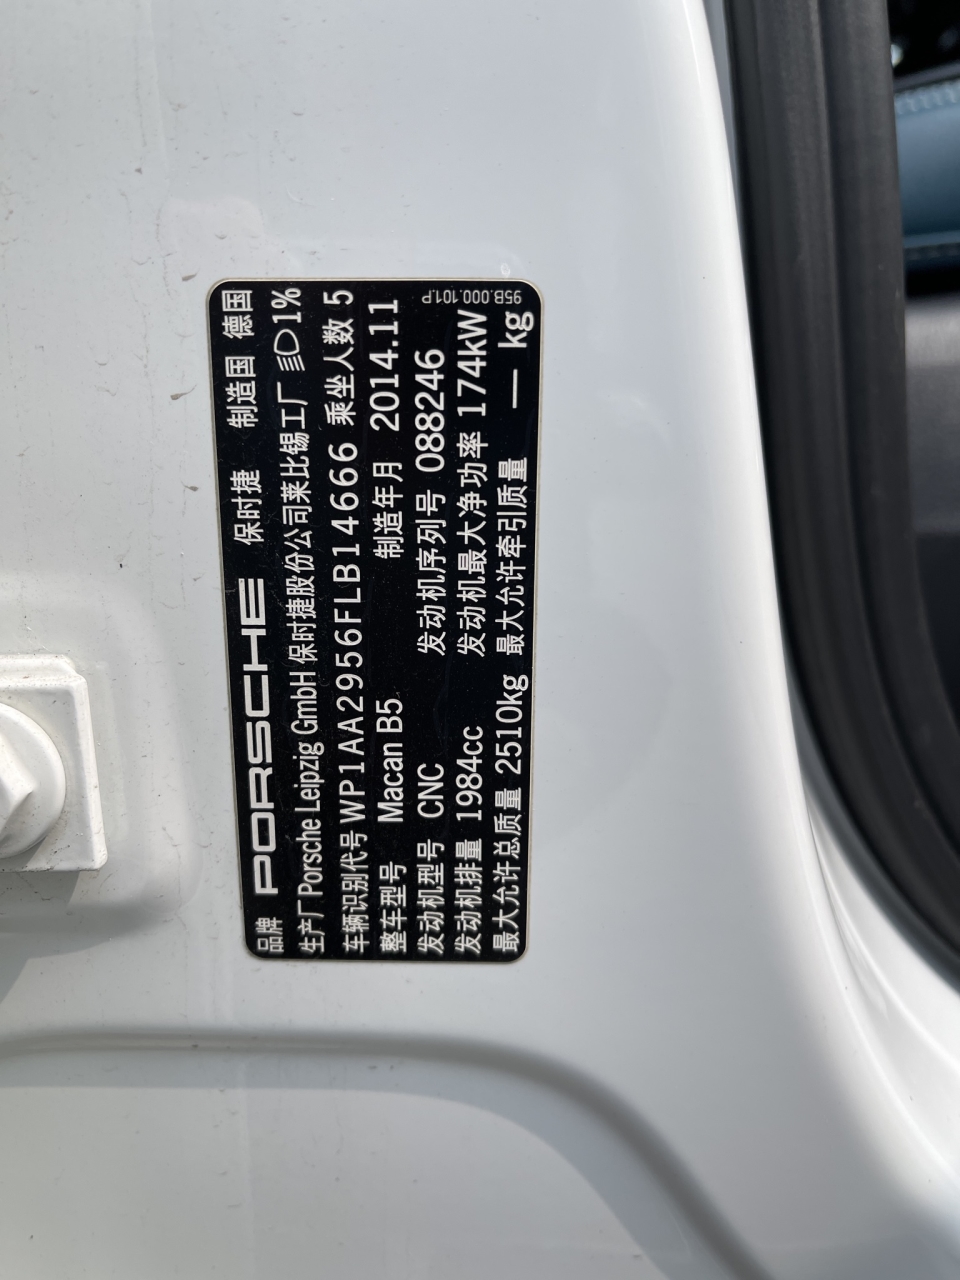 品牌 PORSCHE 保时捷 制造国 德国
生产厂 Porsche Leipzig GmbH 保时捷股份公司莱比锡工厂 1%
车辆识别代号 WP1AA2956FLB14666 乘坐人数 5
整车型号 Macan B5 制造年月 2014.11
发动机型号 CNC 发动机序列号 088246
发动机排量 1984cc 发动机最大净功率 174kW
最大允许总质量 2510kg 最大允许牵引质量 — kg
95B.000.101.P